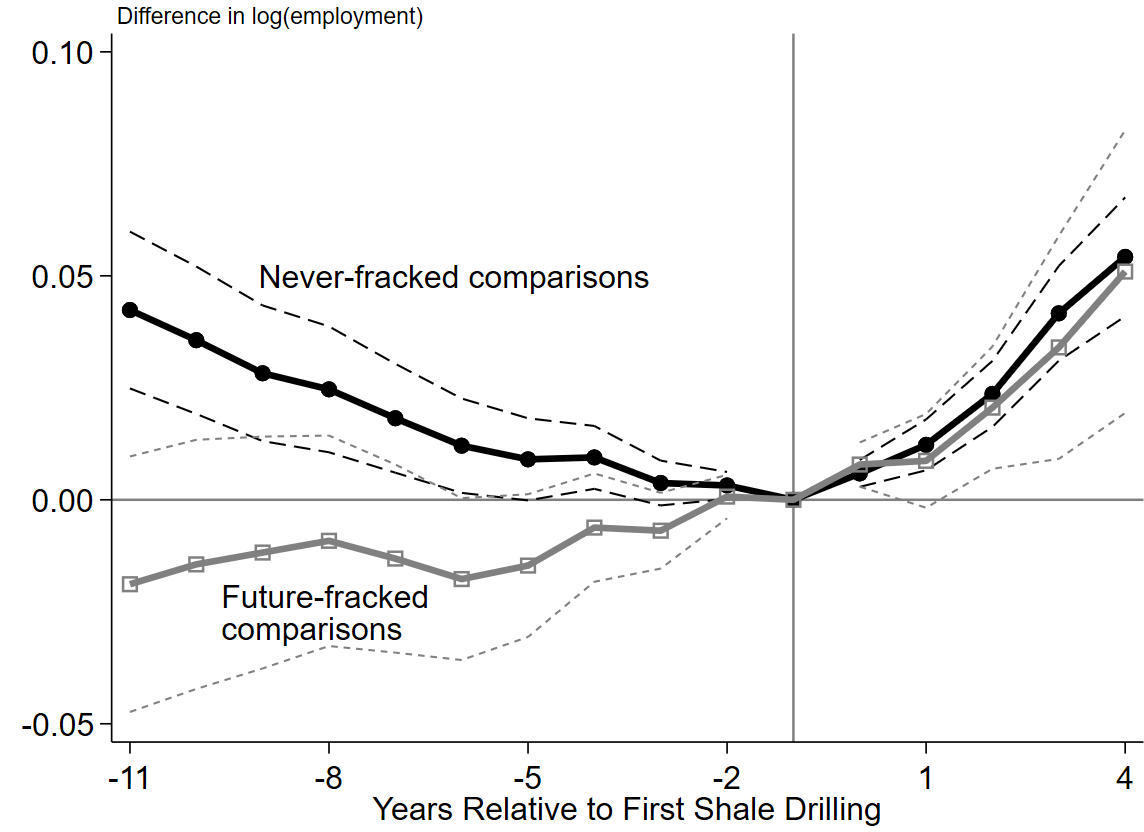 Difference in log(employment)
0.10
0.05
0.00
-0.05
Never-fracked comparisons
Future-fracked
comparisons
-11 -8 -5 -2 1 4
Years Relative to First Shale Drilling